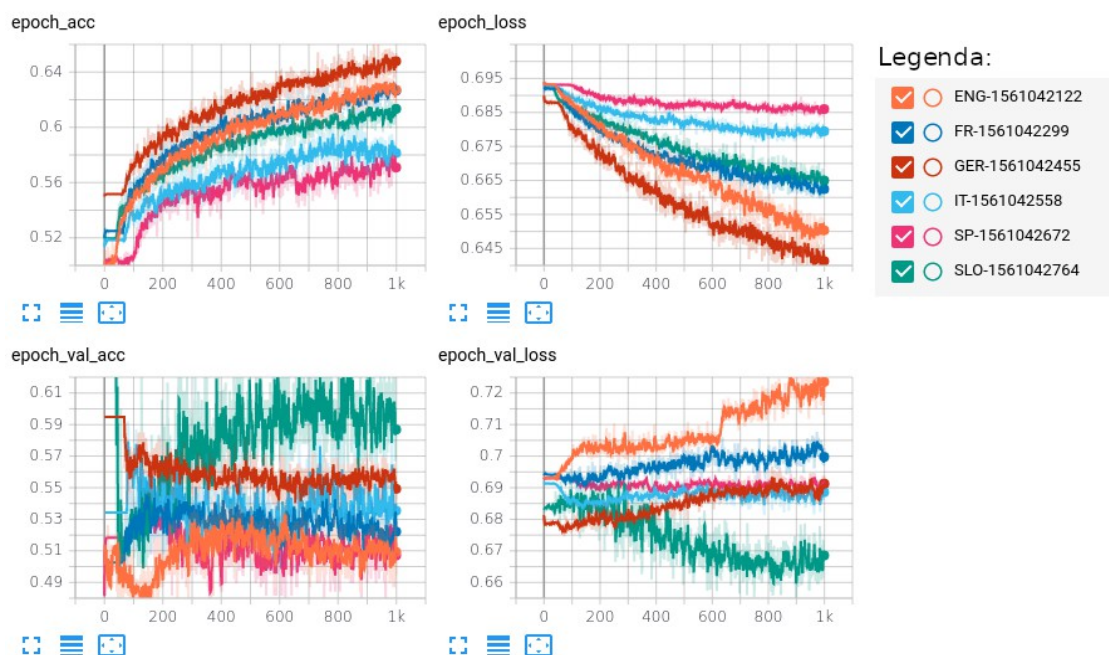 epoch_acc
0.64
0.6
0.56
0.52
0 200 400 600 800 1k
epoch_loss
0.695
0.685
0.675
0.665
0.655
0.645
0 200 400 600 800 1k
Legenda:
ENG-1561042122
FR-1561042299
GER-1561042455
IT-1561042558
SP-1561042672
SLO-1561042764
epoch_val_acc
0.61
0.59
0.57
0.55
0.53
0.51
0.49
0 200 400 600 800 1k
epoch_val_loss
0.72
0.71
0.7
0.69
0.68
0.67
0.66
0 200 400 600 800 1k